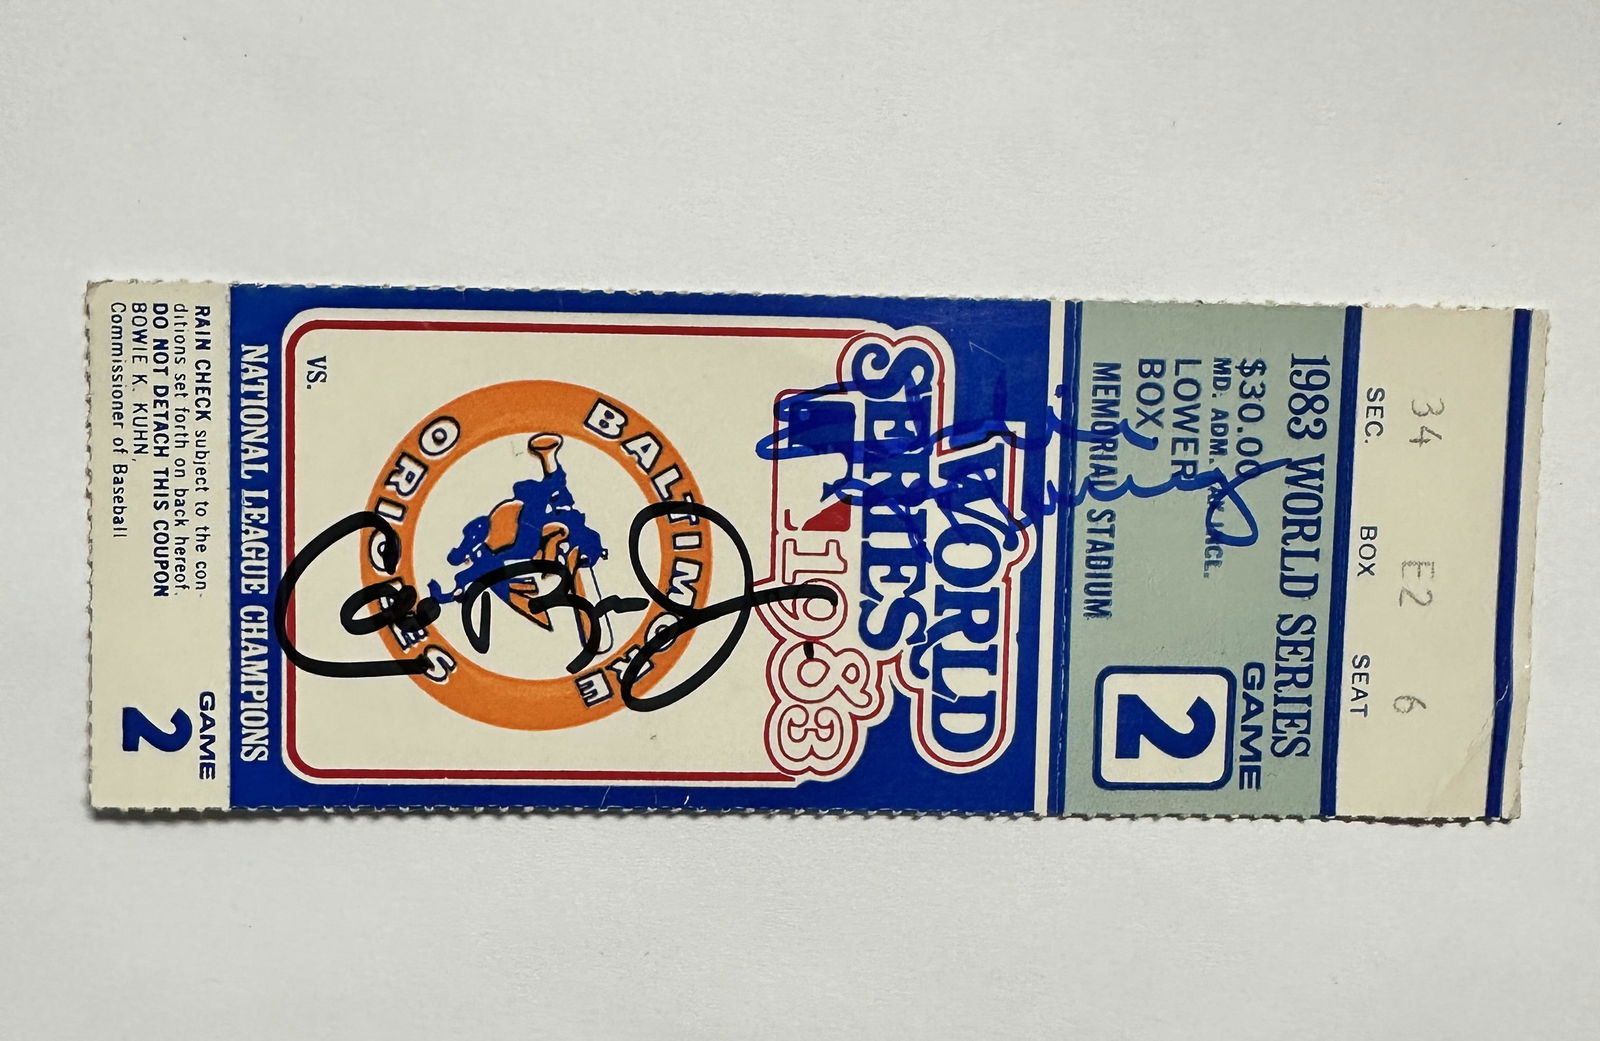 34 E2 6
SEC. BOX SEAT
1983 WORLD SERIES
$30.00
MD. ADM.
LOWER
BOX
MEMORIAL STADIUM
GAME
2
WORLD
SERIES
1983
BALTIMORE
ORIOLES
VS.
NATIONAL LEAGUE CHAMPIONS
RAIN CHECK subject to the con-
ditions set forth on back hereof.
DO NOT DETACH THIS COUPON
BOWIE K. KUHN,
Commissioner of Baseball
GAME
2